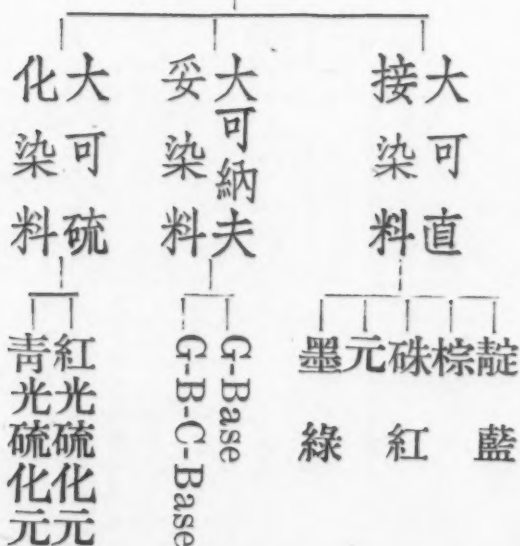 大可直
接染料
大可納夫
妥染料
大可硫
化染料
靛藍
棕
硃紅
元
墨綠
G-Base
G-B-C-Base
紅光硫化元
青光硫化元